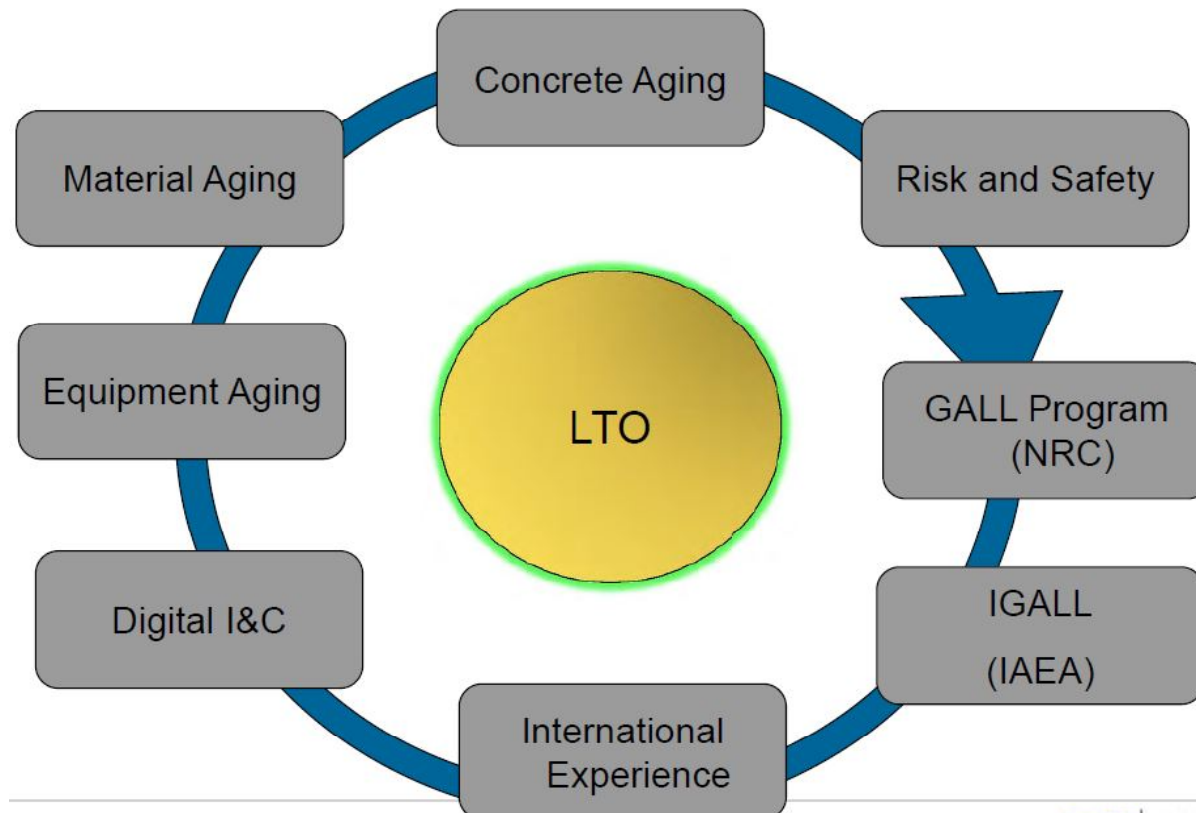 Concrete Aging
Material Aging
Risk and Safety
Equipment Aging
LTO
GALL Program
(NRC)
Digital I&C
IGALL
(IAEA)
International
Experience